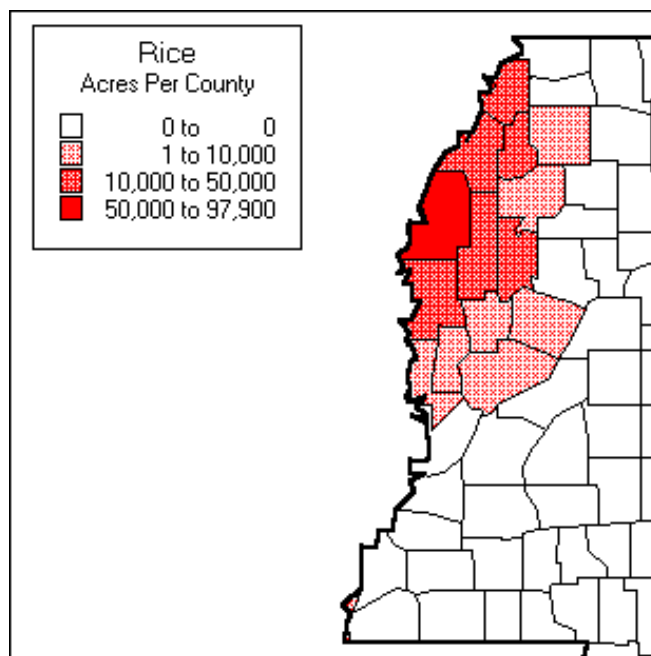 Rice
Acres Per County
0 to 0
1 to 10,000
10,000 to 50,000
50,000 to 97,900